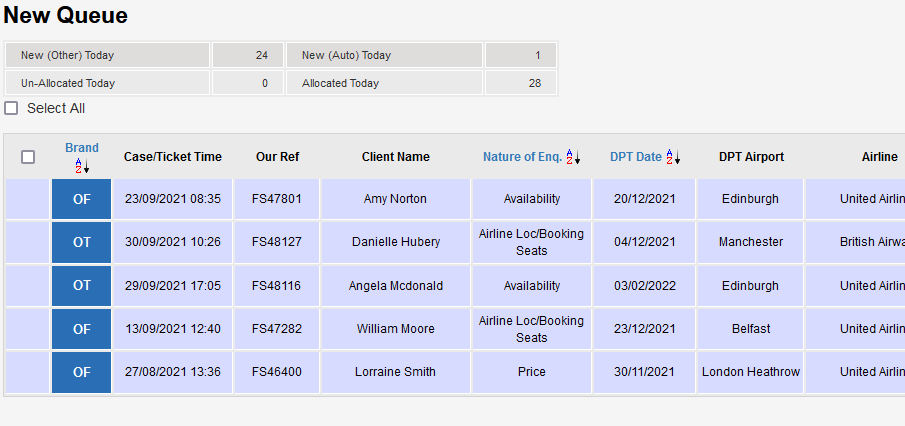 New Queue
New (Other) Today 24 New (Auto) Today 1
Un-Allocated Today 0 Allocated Today 28
Select All
Brand Case/Ticket Time Our Ref Client Name Nature of Enq. DPT Date DPT Airport Airline
OF 23/09/2021 08:35 FS47801 Amy Norton Availability 20/12/2021 Edinburgh United Airlin
OT 30/09/2021 10:26 FS48127 Danielle Hubery Airline Loc/Booking Seats 04/12/2021 Manchester British Airwa
OT 29/09/2021 17:05 FS48116 Angela Mcdonald Availability 03/02/2022 Edinburgh United Airlin
OF 13/09/2021 12:40 FS47282 William Moore Airline Loc/Booking Seats 23/12/2021 Belfast United Airlin
OF 27/08/2021 13:36 FS46400 Lorraine Smith Price 30/11/2021 London Heathrow United Airlin